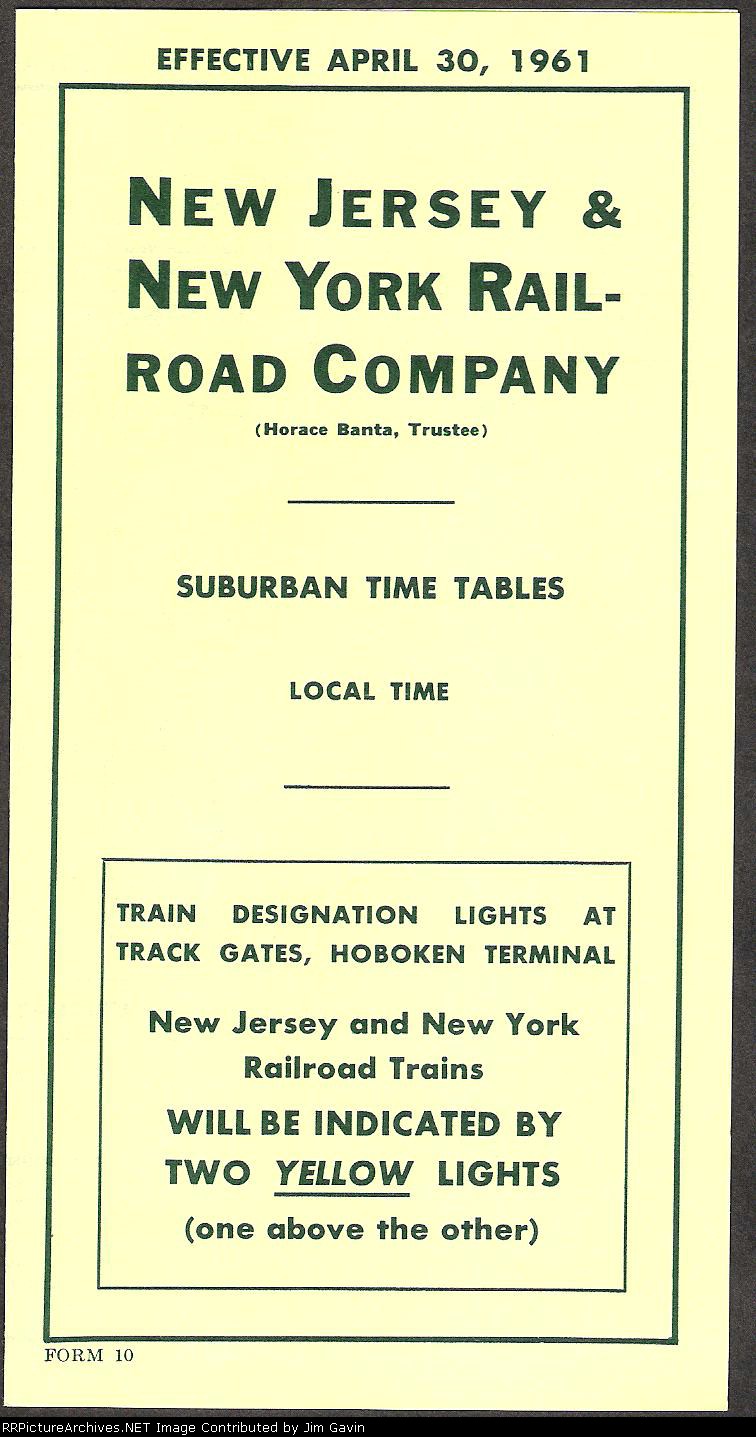 EFFECTIVE APRIL 30, 1961
NEW JERSEY &
NEW YORK RAIL-
ROAD COMPANY
(Horace Banta, Trustee)
SUBURBAN TIME TABLES
LOCAL TIME
TRAIN DESIGNATION LIGHTS AT
TRACK GATES, HOBOKEN TERMINAL
New Jersey and New York
Railroad Trains
WILL BE INDICATED BY
TWO YELLOW LIGHTS
(one above the other)
FORM 10
RRPictureArchives.NET Image Contributed by Jim Gavin